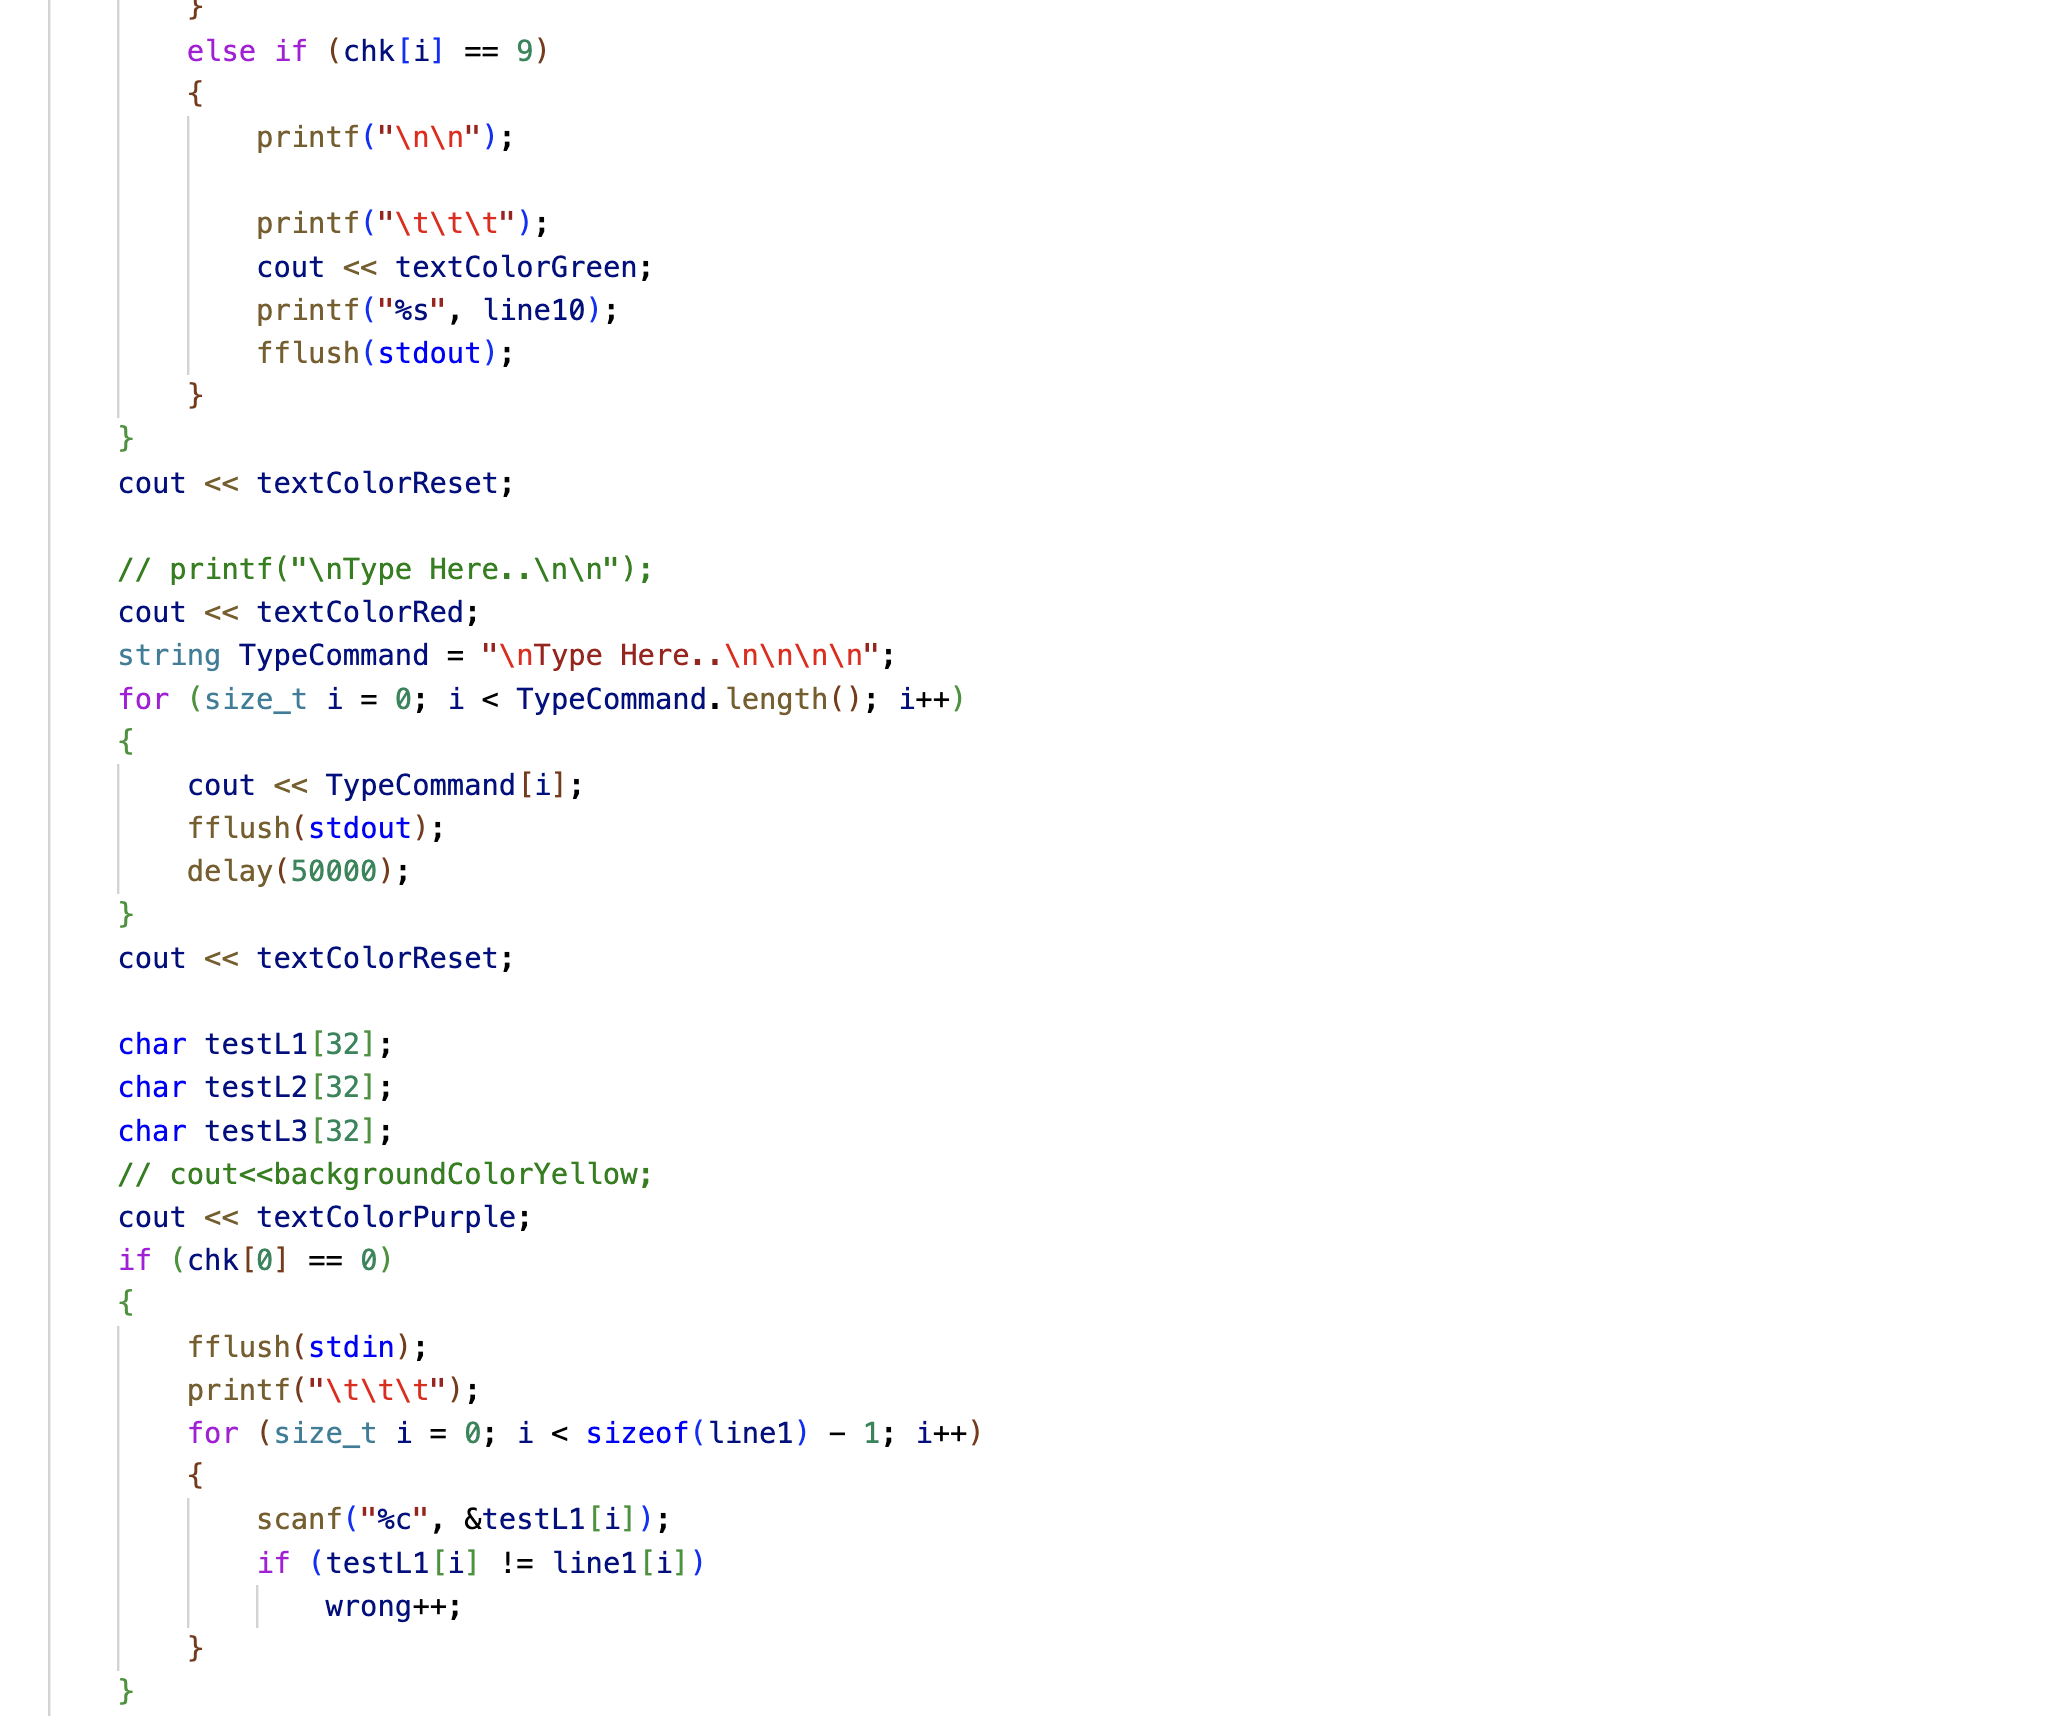 }
else if (chk[i] == 9)
{
printf("\n\n");
printf("\t\t\t");
cout << textColorGreen;
printf("%s", line10);
fflush(stdout);
}
}
cout << textColorReset;
// printf("\nType Here..\n\n");
cout << textColorRed;
string TypeCommand = "\nType Here..\n\n\n\n";
for (size_t i = 0; i < TypeCommand.length(); i++)
{
cout << TypeCommand[i];
fflush(stdout);
delay(50000);
}
cout << textColorReset;
char testL1[32];
char testL2[32];
char testL3[32];
// cout<<backgroundColorYellow;
cout << textColorPurple;
if (chk[0] == 0)
{
fflush(stdin);
printf("\t\t\t");
for (size_t i = 0; i < sizeof(line1) - 1; i++)
{
scanf("%c", &testL1[i]);
if (testL1[i] != line1[i])
wrong++;
}
}